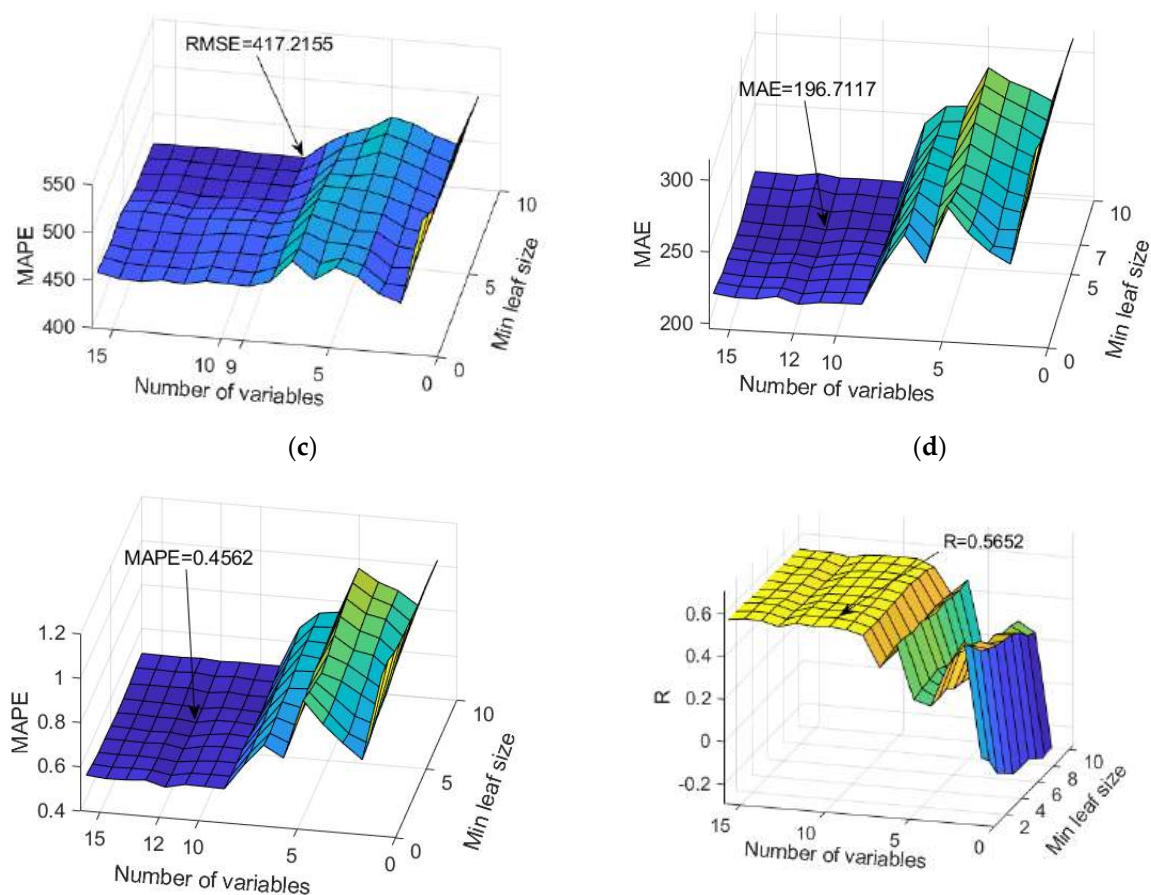 RMSE=417.2155
550
500
450
400
MAPE
15
10
9
5
0
Number of variables
0
5
10
Min leaf size
(c)
MAE=196.7117
300
250
200
MAE
15
12
10
5
0
Number of variables
0
5
7
10
Min leaf size
(d)
MAPE=0.4562
1.2
1
0.8
0.6
0.4
MAPE
15
12
10
5
0
Number of variables
0
5
10
Min leaf size
R=0.5652
0.6
0.4
0.2
0
-0.2
R
15
10
5
0
Number of variables
2
4
6
8
10
Min leaf size